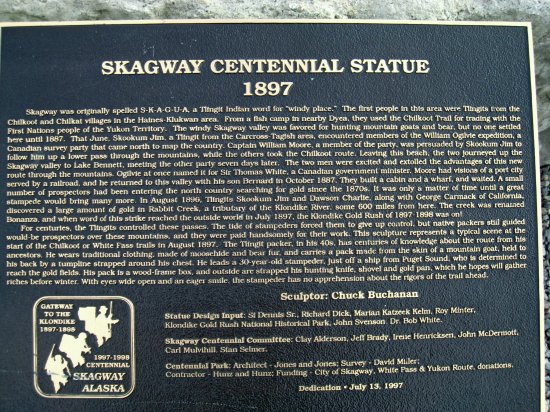 SKAGWAY CENTENNIAL STATUE
1897
Skagway was originally spelled S-K-A-G-U-A, a Tlingit Indian word for "windy place." The first people in this area were Tlingits from the
Chilkoot and Chilkat villages in the Haines-Klukwan area. From a fish camp in nearby Dyea, they used the Chilkoot Trail for trading with the
First Nations people of the Yukon Territory. The windy Skagway valley was favored for hunting mountain goats and bear, but no one settled
here until 1887. That June, Skookum Jim, a Tlingit from the Carcross-Tagish area, encountered members of the William Ogilvie expedition, a
Canadian survey party that came north to map the country. Captain William Moore, a member of the party, was persuaded by Skookum Jim to
follow him up a lower pass through the mountains, while the others took the Chilkoot route. Leaving this beach, the two journeyed up the
Skagway valley to Lake Bennett, meeting the other party seven days later. The two men were excited and extolled the advantages of this new
route through the mountains. Ogilvie at once named it for Sir Thomas White, a Canadian government minister. Moore had visions of a port city
served by a railroad, and he returned to this valley with his son Bernard in October 1887. They built a cabin and a wharf, and waited. A small
number of prospectors had been entering the north country searching for gold since the 1870s. It was only a matter of time until a great
stampede would bring many more. In August 1896, Tlingits Skookum Jim and Dawson Charlie, along with George Carmack of California,
discovered a large amount of gold in Rabbit Creek, a tributary of the Klondike River, some 600 miles from here. The creek was renamed
Bonanza, and when word of this strike reached the outside world in July 1897, the Klondike Gold Rush of 1897-1898 was on!
For centuries, the Tlingits controlled these passes. The tide of stampeders forced them to give up control, but native packers still guided
would-be prospectors over these mountains, and they were paid handsomely for their work. This sculpture represents a typical scene at the
start of the Chilkoot or White Pass trails in August 1897. The Tlingit packer, in his 40s, has centuries of knowledge about the route from his
ancestors. He wears traditional clothing, made of moosehide and bear fur, and carries a pack made from the skin of a mountain goat, held to
his back by a tumpline strapped around his chest. He leads a 30-year-old stampeder, just off a ship from Puget Sound, who is determined to
reach the gold fields. His pack is a wood-frame box, and outside are strapped his hunting knife, shovel and gold pan, which he hopes will gather
riches before winter. With eyes wide open and an eager smile, the stampeder has no apprehension about the rigors of the trail ahead.
Sculptor: Chuck Buchanan
Statue Design Input: Si Dennis Sr., Richard Dick, Marian Katzeek Kelm, Roy Minter,
Klondike Gold Rush National Historical Park, John Svenson, Dr. Bob White.
Skagway Centennial Committee: Clay Alderson, Jeff Brady, Irene Henricksen, John McDermott,
Carl Mulvihill, Stan Selmer.
Centennial Park: Architect - Jones and Jones; Survey - David Miller;
Contractor - Hunz and Hunz; Funding - City of Skagway, White Pass & Yukon Route, donations.
Dedication • July 13, 1997
GATEWAY
TO THE
KLONDIKE
1897-1898
1997-1998
CENTENNIAL
SKAGWAY
ALASKA